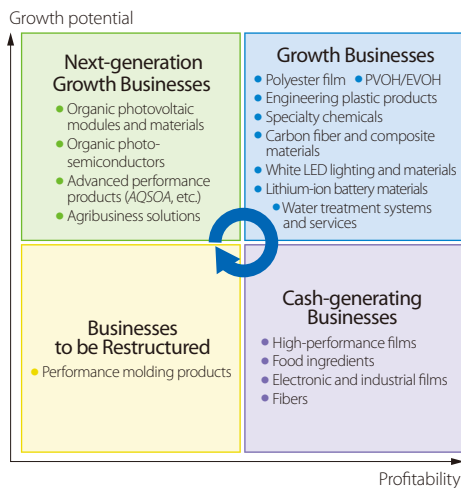 Growth potential
Next-generation
Growth Businesses
• Organic photovoltaic
modules and materials
• Organic photo-
semiconductors
• Advanced performance
products (AQSOA, etc.)
• Agribusiness solutions
Growth Businesses
• Polyester film • PVOH/EVOH
• Engineering plastic products
• Specialty chemicals
• Carbon fiber and composite
materials
• White LED lighting and materials
• Lithium-ion battery materials
• Water treatment systems
and services
Businesses
to be Restructured
• Performance molding products
Cash-generating
Businesses
• High-performance films
• Food ingredients
• Electronic and industrial films
• Fibers
Profitability